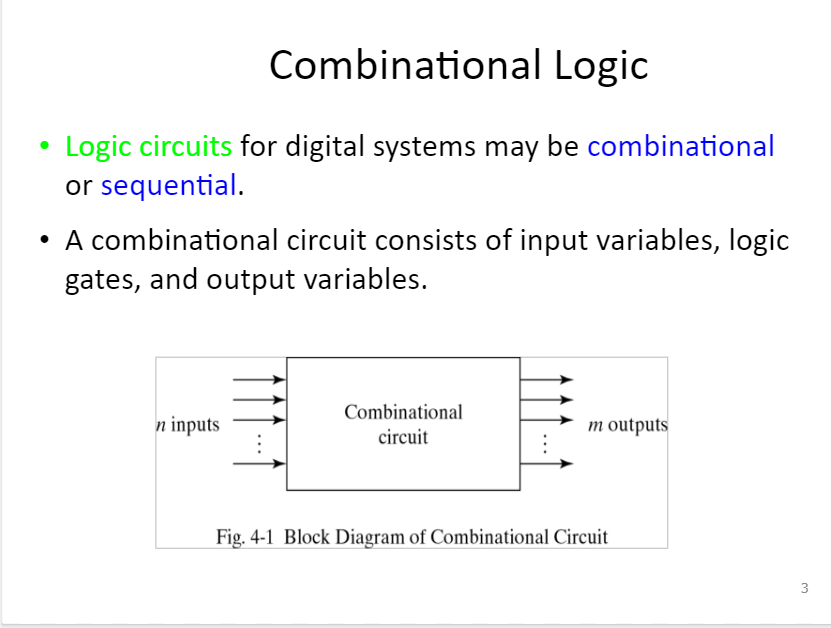 Combinational Logic
• Logic circuits for digital systems may be combinational
or sequential.
• A combinational circuit consists of input variables, logic
gates, and output variables.
n inputs
⋮
Combinational
circuit
⋮
m outputs
Fig. 4-1 Block Diagram of Combinational Circuit
3